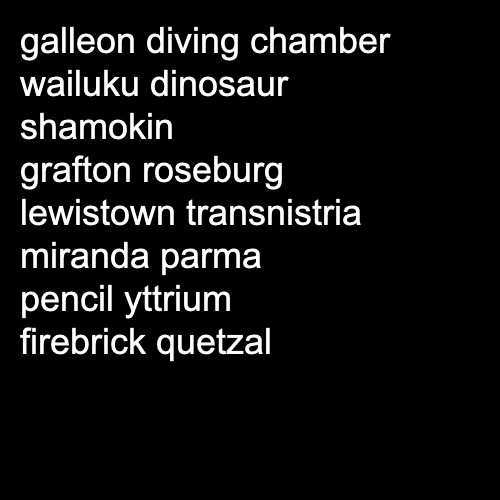 galleon diving chamber
wailuku dinosaur
shamokin
grafton roseburg
lewistown transnistria
miranda parma
pencil yttrium
firebrick quetzal